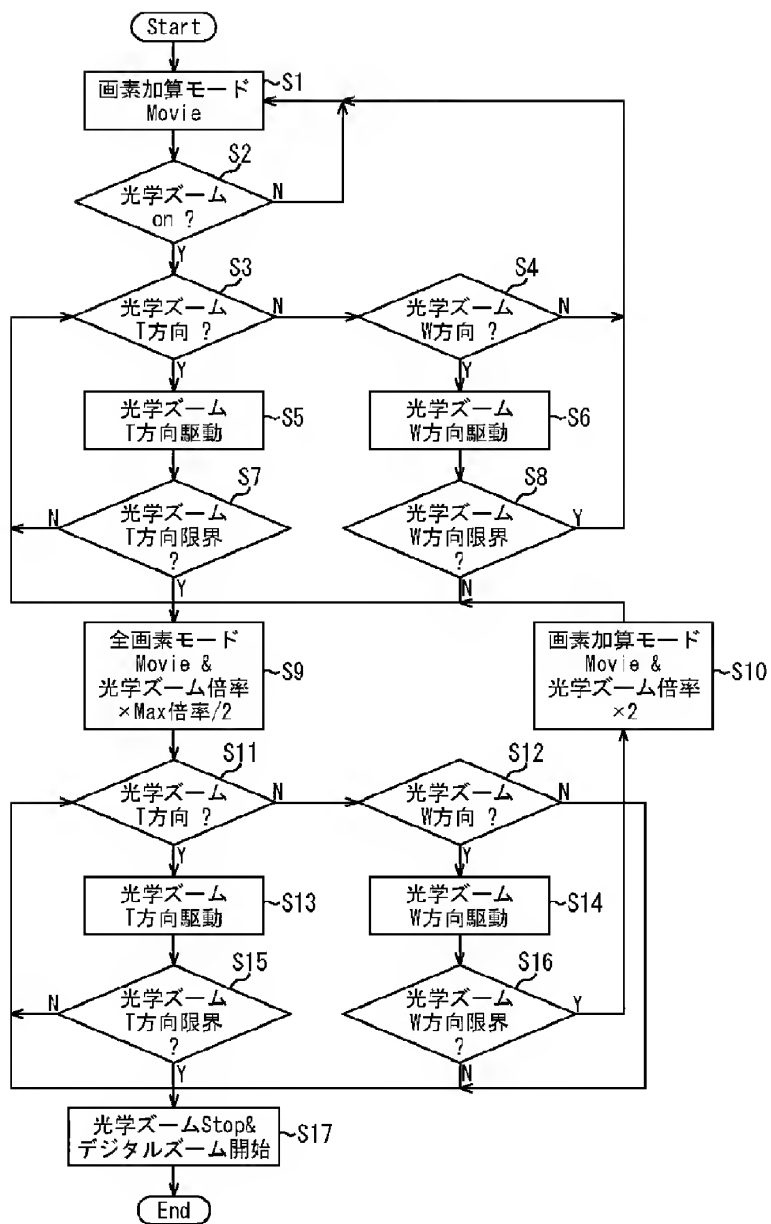 Start
画素加算モード
Movie
S1
S2
光学ズーム
on ?
N
Y
S3
光学ズーム
T方向 ?
N
Y
S4
光学ズーム
W方向 ?
N
Y
光学ズーム
T方向駆動
S5
光学ズーム
W方向駆動
S6
S7
光学ズーム
T方向限界
?
N
Y
S8
光学ズーム
W方向限界
?
Y
N
全画素モード
Movie &
光学ズーム倍率
×Max倍率/2
S9
画素加算モード
Movie &
光学ズーム倍率
×2
S10
S11
光学ズーム
T方向 ?
N
Y
S12
光学ズーム
W方向 ?
N
Y
光学ズーム
T方向駆動
S13
光学ズーム
W方向駆動
S14
S15
光学ズーム
T方向限界
?
N
Y
S16
光学ズーム
W方向限界
?
Y
N
光学ズームStop&
デジタルズーム開始
S17
End